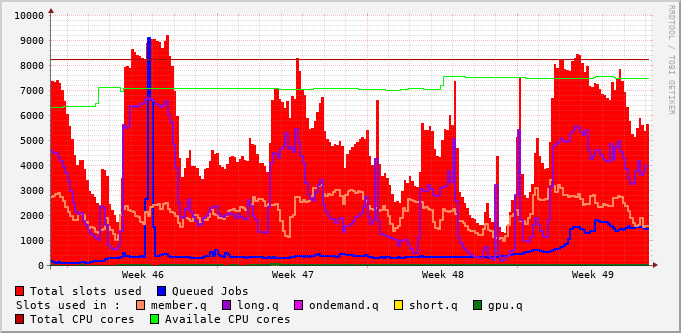 10000
9000
8000
7000
6000
5000
4000
3000
2000
1000
0
Week 46 Week 47 Week 48 Week 49
RRDTOOL / TOBI OETIKER
Total slots used Queued Jobs
Slots used in : member.q long.q ondemand.q short.q gpu.q
Total CPU cores Availale CPU cores